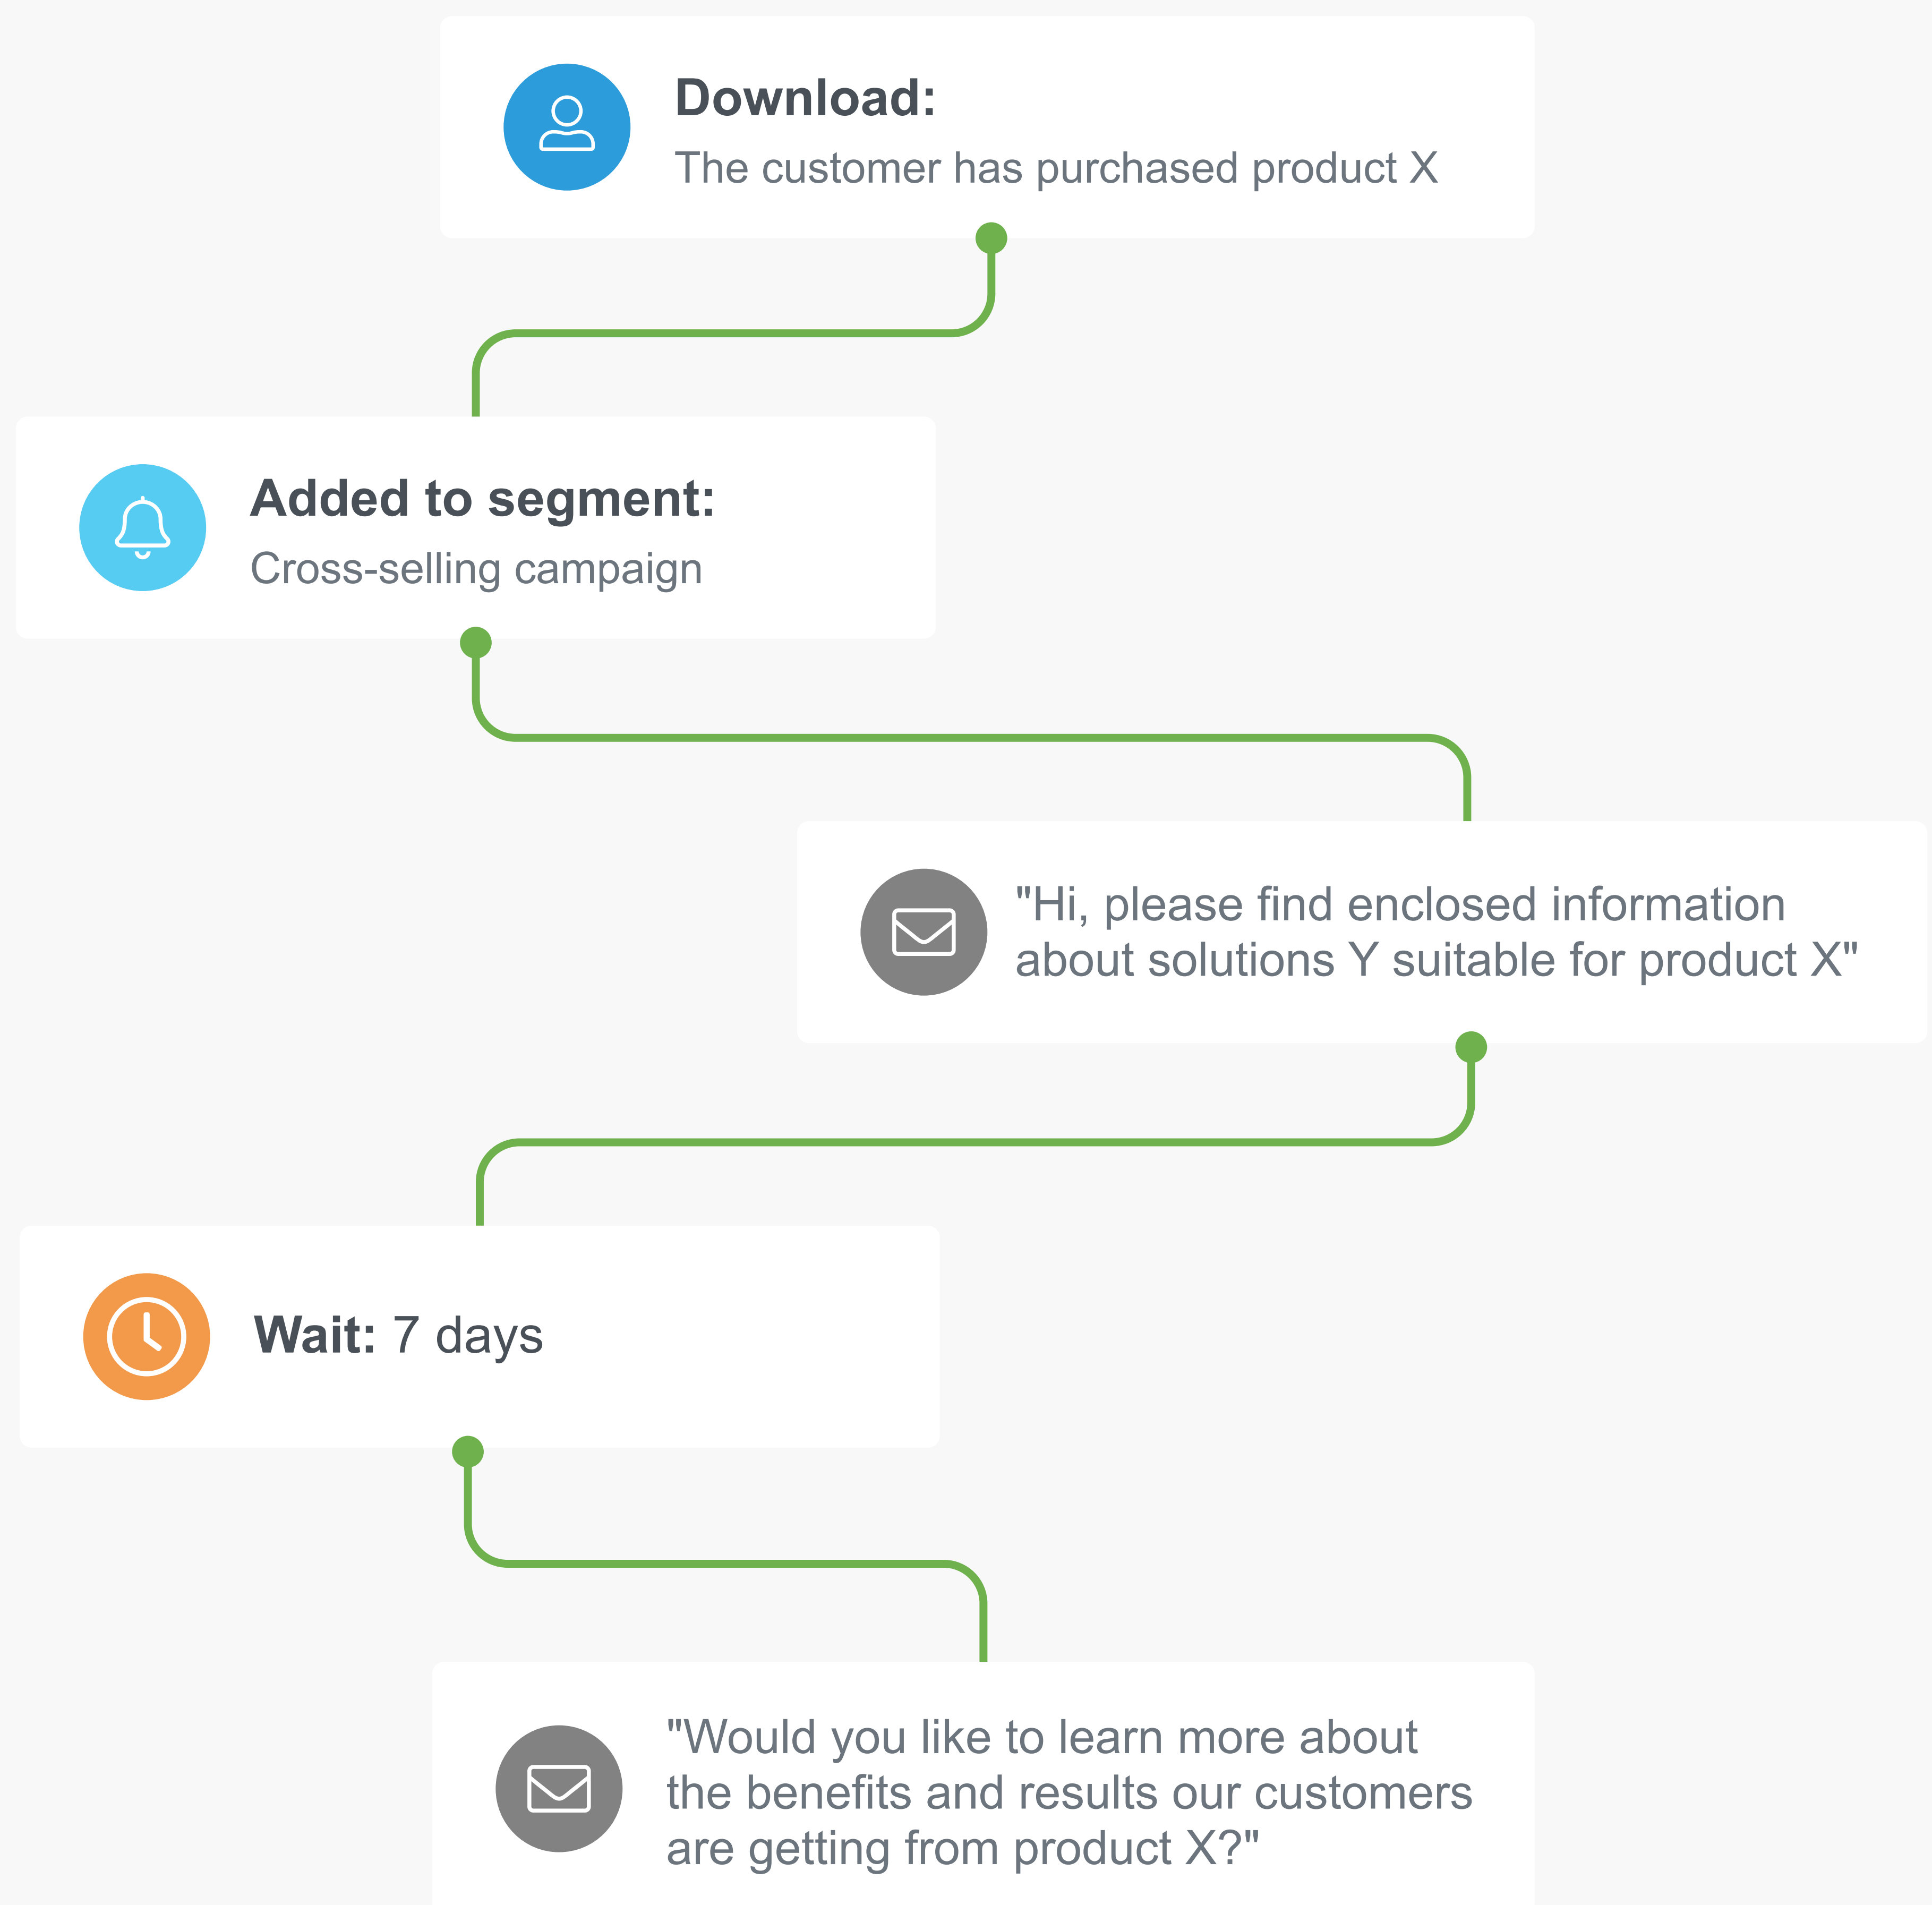 Download:
The customer has purchased product X
Added to segment:
Cross-selling campaign
"Hi, please find enclosed information
about solutions Y suitable for product X"
Wait: 7 days
"Would you like to learn more about
the benefits and results our customers
are getting from product X?"